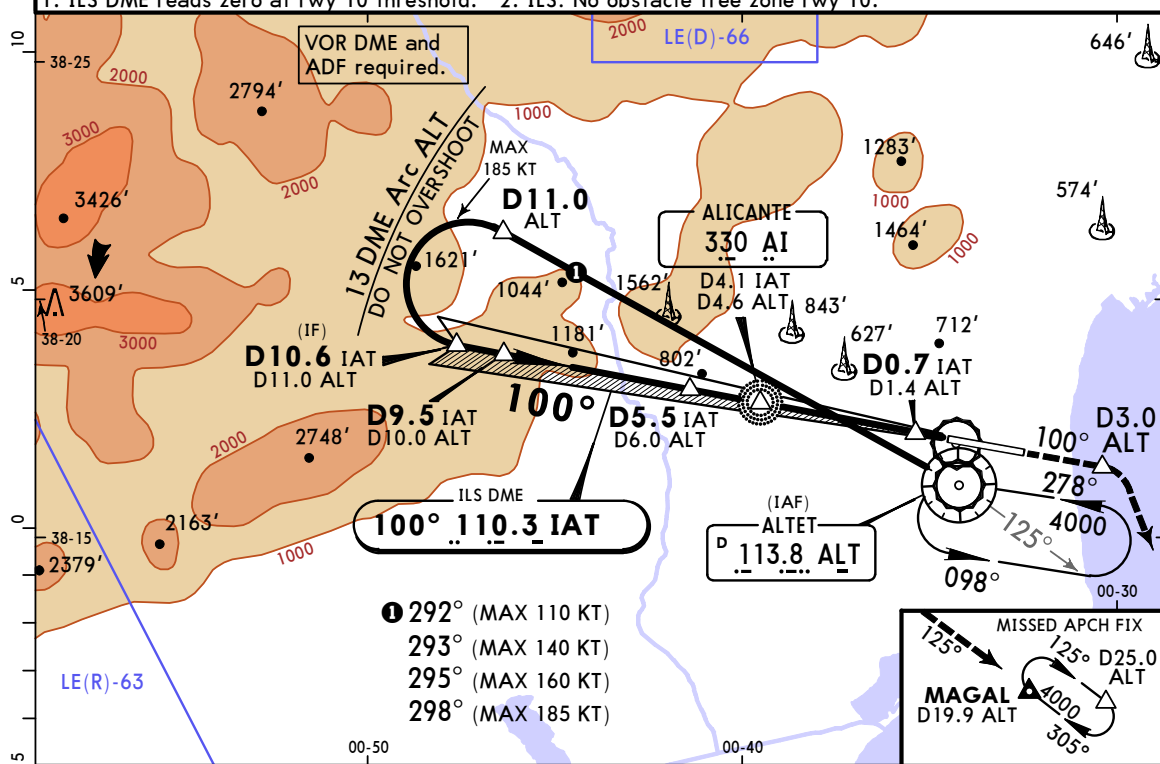 1. ILS DME reads zero at rwy 10 threshold. 2. ILS: No obstacle free zone rwy 10.
10
38-25
VOR DME and
ADF required.
2000
LE(D)-66
646'
2000
2794'
1000
3000
2000
3426'
13 DME Arc ALT
DO NOT OVERSHOOT
MAX
185 KT
D11.0
ALT
ALICANTE
330 AI
D4.1 IAT
D4.6 ALT
1283'
1000
1464'
1000
574'
5
3609'
38-20
3000
1621'
1044'
1
1562'
843'
627'
712'
(IF)
D10.6 IAT
D11.0 ALT
1181'
802'
D0.7 IAT
D1.4 ALT
D9.5 IAT
D10.0 ALT
100°
D5.5 IAT
D6.0 ALT
D3.0
ALT
100°
278°
4000
125°
098°
00-30
2000
2748'
ILS DME
100° 110.3 IAT
(IAF)
ALTET
D 113.8 ALT
2163'
0
38-15
2379'
1000
1 292° (MAX 110 KT)
293° (MAX 140 KT)
295° (MAX 160 KT)
298° (MAX 185 KT)
LE(R)-63
MISSED APCH FIX
125°
125°
D25.0
ALT
MAGAL
D19.9 ALT
4000
305°
5
00-50
00-40